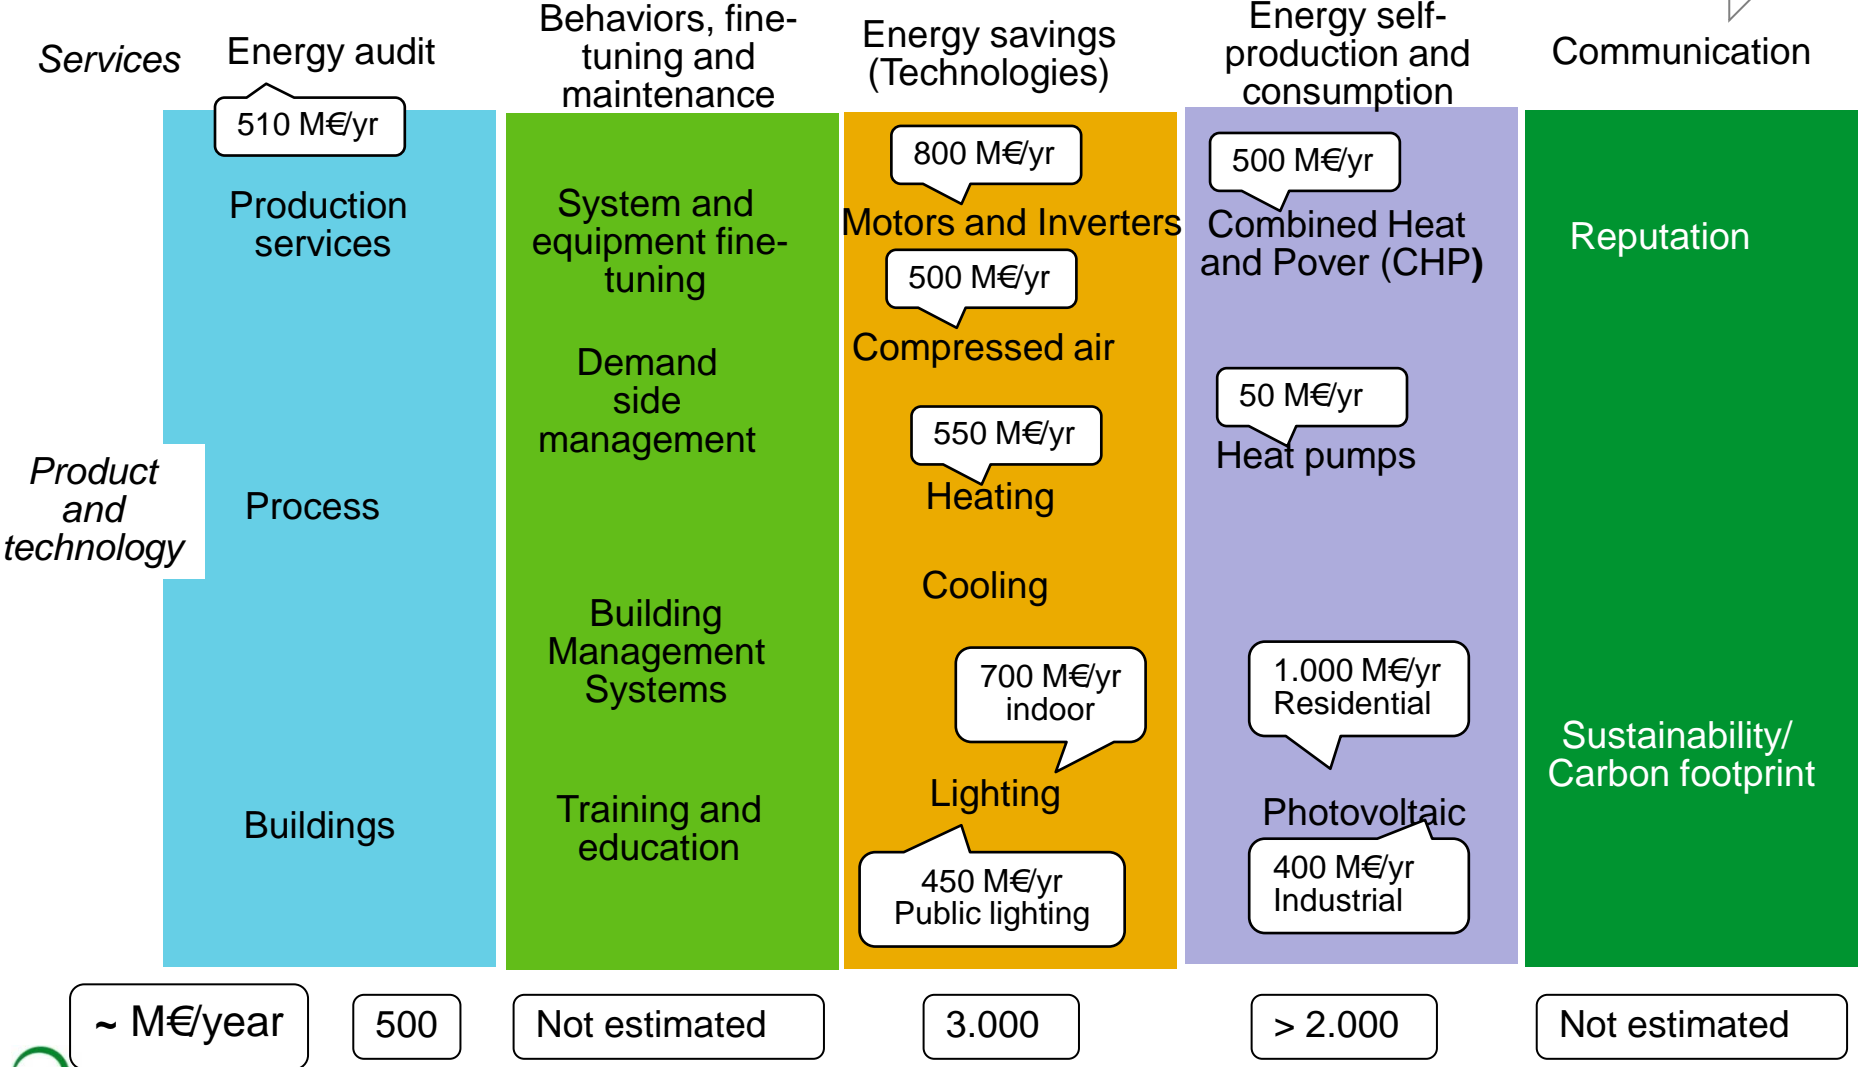 Services
Energy audit
Behaviors, fine-
tuning and
maintenance
Energy savings
(Technologies)
Energy self-
production and
consumption
Communication
510 M€/yr
Production
services
Process
Buildings
Product
and
technology
System and
equipment fine-
tuning
Demand
side
management
Building
Management
Systems
Training and
education
800 M€/yr
Motors and Inverters
500 M€/yr
Compressed air
550 M€/yr
Heating
Cooling
700 M€/yr
indoor
Lighting
450 M€/yr
Public lighting
500 M€/yr
Combined Heat
and Pover (CHP)
50 M€/yr
Heat pumps
1.000 M€/yr
Residential
Photovoltaic
400 M€/yr
Industrial
Reputation
Sustainability/
Carbon footprint
~ M€/year
500
Not estimated
3.000
> 2.000
Not estimated